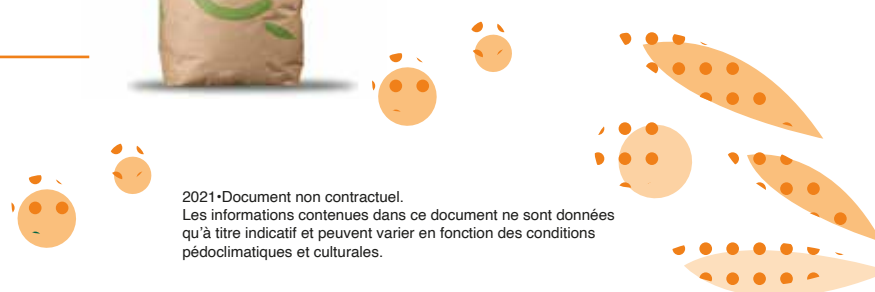 2021•Document non contractuel.
Les informations contenues dans ce document ne sont données
qu'à titre indicatif et peuvent varier en fonction des conditions
pédoclimatiques et culturales.